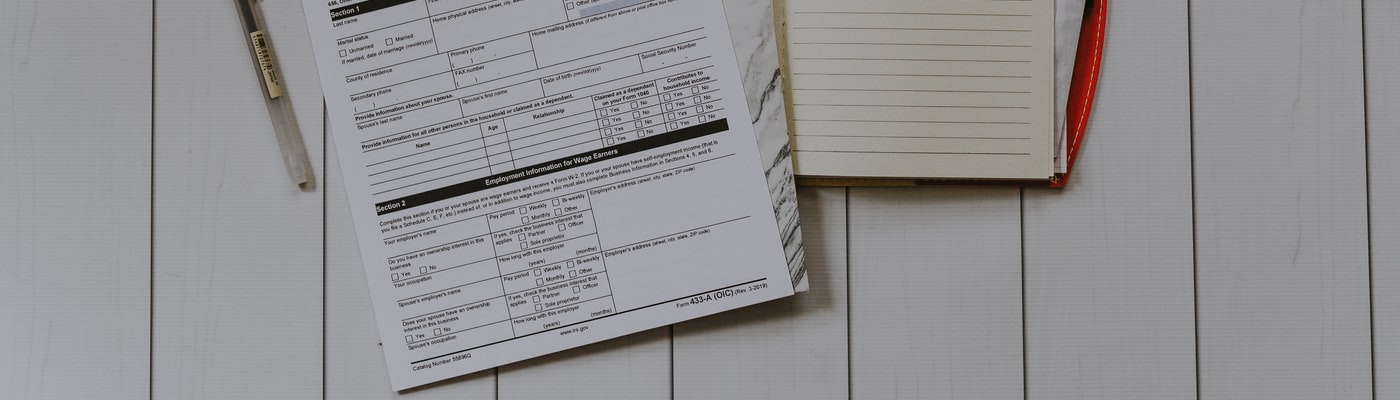 Section 1
Last name
Home physical address (street, city, state,
Other
Marital status
Unmarried Married
If married, date of marriage (mm/dd/yyyy)
Home mailing address (if different from above or post office box
County of residence
Primary phone
( )
Secondary phone
( )
FAX number
( )
Provide information about your spouse.
Spouse's last name
Spouse's first name
Date of birth (mm/dd/yyyy)
Social Security Number
- -
Provide information for all other persons in the household or claimed as a dependent.
Name
Age
Relationship
Claimed as a dependent
on your Form 1040
Contributes to
household income
Yes No Yes No
Yes No Yes No
Yes No Yes No
Yes No Yes No
Section 2
Employment Information for Wage Earners
Complete this section if you or your spouse are wage earners and receive a Form W-2. If you or your spouse have self-employment income (that is
you file a Schedule C, E, F, etc.) instead of, or in addition to wage income, you must also complete Business Information in Sections 4, 5, and 6.
Your employer's name
Pay period Weekly Bi-weekly
Monthly Other
Employer's address (street, city, state, ZIP code)
Do you have an ownership interest in this
business
Yes No
If yes, check the business interest that
applies Partner Officer
Sole proprietor
Your occupation
How long with this employer
(years) (months)
Spouse's employer's name
Pay period Weekly Bi-weekly
Monthly Other
Employer's address (street, city, state, ZIP code)
Does your spouse have an ownership
interest in this business
Yes No
If yes, check the business interest that
applies Partner Officer
Sole proprietor
Spouse's occupation
How long with this employer
(years) (months)
Catalog Number 55896Q
www.irs.gov
Form 433-A (OIC) (Rev. 3-2019)